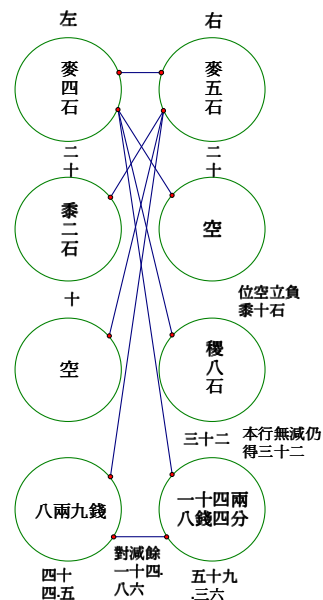 左
右
麥四石
麥五石
二十
二十
黍二石
空
十
位空立負
黍十石
空
稷八石
三十二
本行無減仍
得三十二
八兩九錢
一十四兩
八錢四分
對減餘
一十四.
八六
四十
四.五
五十九
.三六